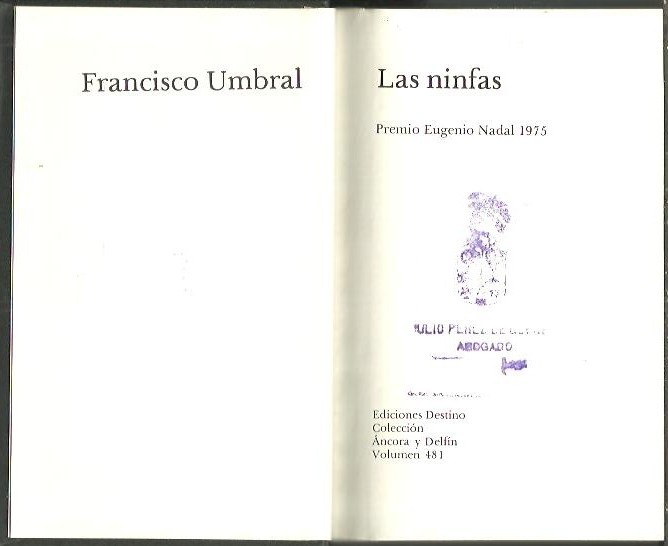 Francisco Umbral
Las ninfas
Premio Eugenio Nadal 1975
ABOGADO
Ediciones Destino
Colección
Áncora y Delfín
Volumen 481